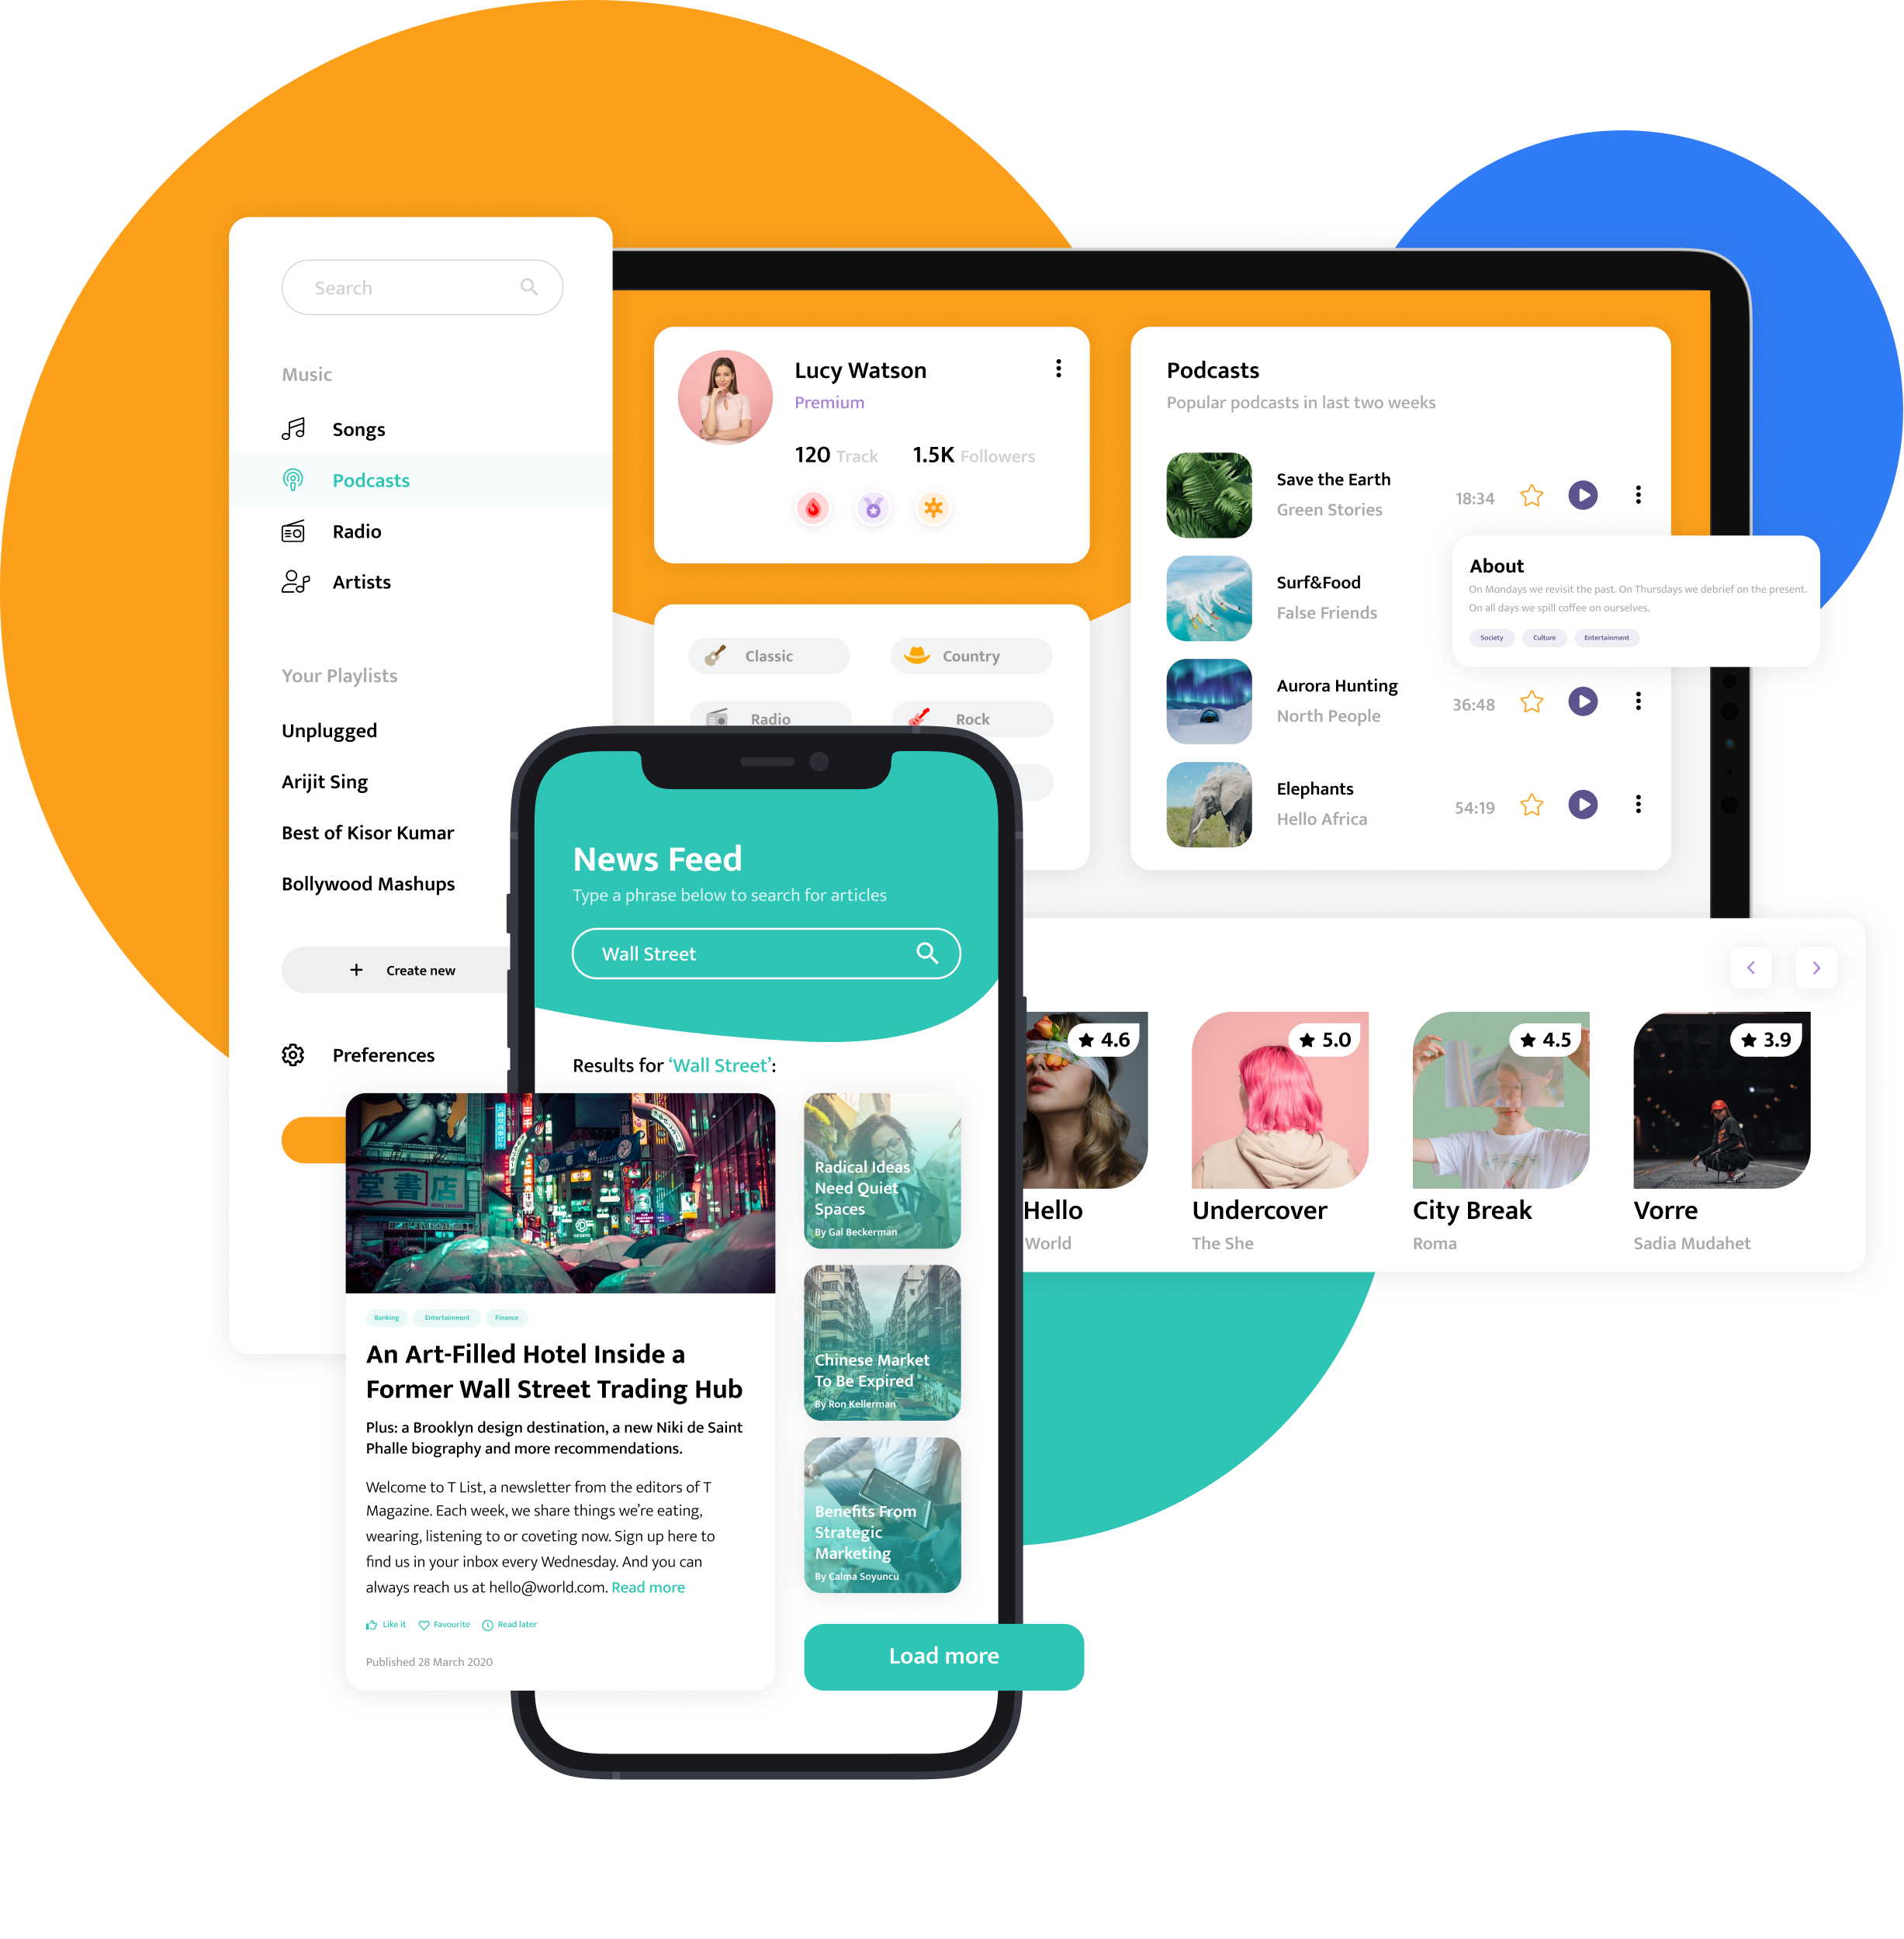 Search
Music
Songs
Podcasts
Radio
Artists
Your Playlists
Unplugged
Arijit Sing
Best of Kisor Kumar
Bollywood Mashups
+ Create new
Preferences
Lucy Watson
Premium
120 Track 1.5K Followers
Classic
Country
Radio
Rock
Podcasts
Popular podcasts in last two weeks
Save the Earth
Green Stories
18:34
Surf&Food
False Friends
About
On Mondays we revisit the past. On Thursdays we debrief on the present.
On all days we spill coffee on ourselves.
Society Culture Entertainment
Aurora Hunting
North People
36:48
Elephants
Hello Africa
54:19
4.6
Hello
World
5.0
Undercover
The She
4.5
City Break
Roma
3.9
Vorre
Sadia Mudahet
News Feed
Type a phrase below to search for articles
Wall Street
Results for ‘Wall Street’:
堂書店
Banking Entertainment Finance
An Art-Filled Hotel Inside a
Former Wall Street Trading Hub
Plus: a Brooklyn design destination, a new Niki de Saint
Phalle biography and more recommendations.
Welcome to T List, a newsletter from the editors of T
Magazine. Each week, we share things we’re eating,
wearing, listening to or coveting now. Sign up here to
find us in your inbox every Wednesday. And you can
always reach us at hello@world.com. Read more
Like it Favourite Read later
Published 28 March 2020
Radical Ideas
Need Quiet
Spaces
By Gal Beckerman
Chinese Market
To Be Expired
By Ron Kellerman
Benefits From
Strategic
Marketing
By Calma Soyuncu
Load more